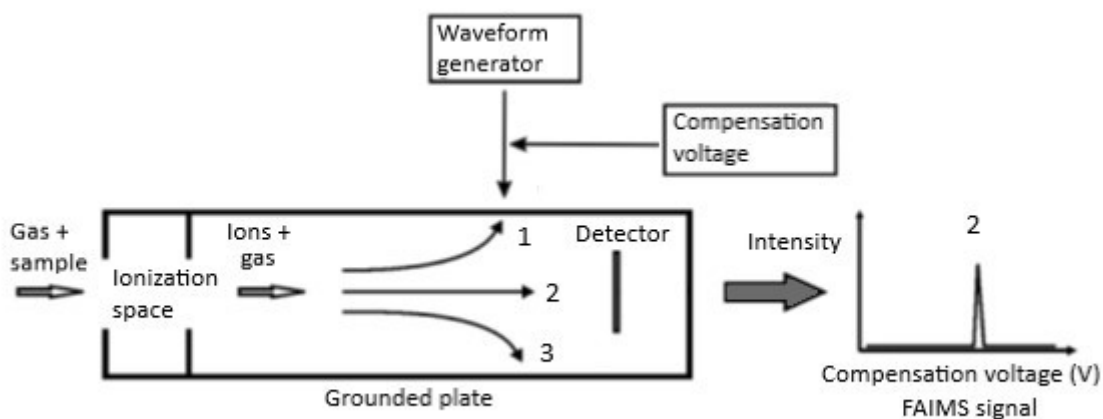 Waveform
generator
Compensation
voltage
Gas +
sample
Ionization
space
Ions +
gas
1
2
3
Detector
Grounded plate
Intensity
2
Compensation voltage (V)
FAIMS signal